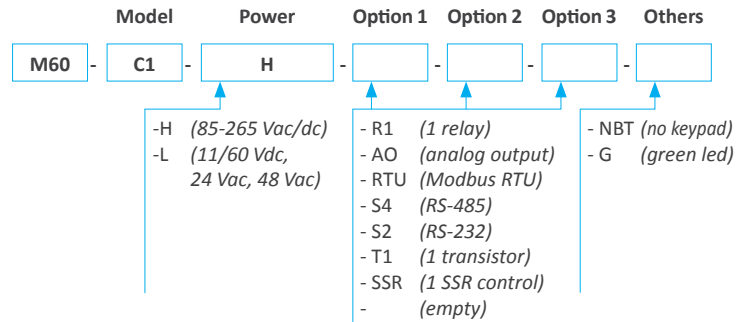 Model Power Option 1 Option 2 Option 3 Others
M60 - C1 - H - - - -
-H (85-265 Vac/dc)
-L (11/60 Vdc,
24 Vac, 48 Vac)
- R1 (1 relay)
- AO (analog output)
- RTU (Modbus RTU)
- S4 (RS-485)
- S2 (RS-232)
- T1 (1 transistor)
- SSR (1 SSR control)
- (empty)
- NBT (no keypad)
- G (green led)